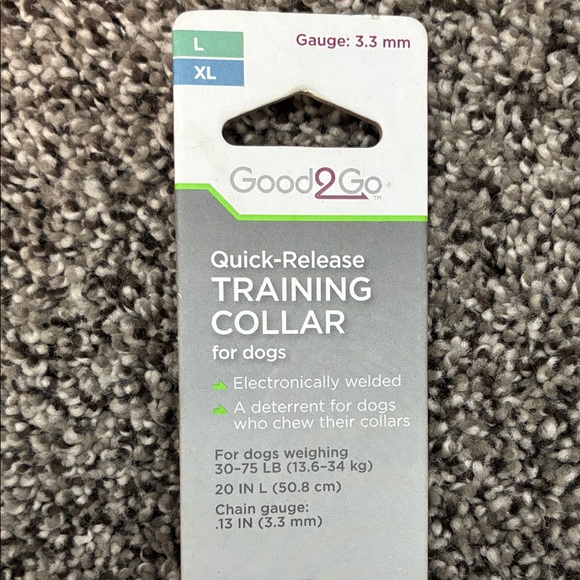 L
Gauge: 3.3 mm
XL
Good2Go™
Quick-Release
TRAINING
COLLAR
for dogs
Electronically welded
A deterrent for dogs
who chew their collars
For dogs weighing
30–75 LB (13.6–34 kg)
20 IN L (50.8 cm)
Chain gauge:
.13 IN (3.3 mm)